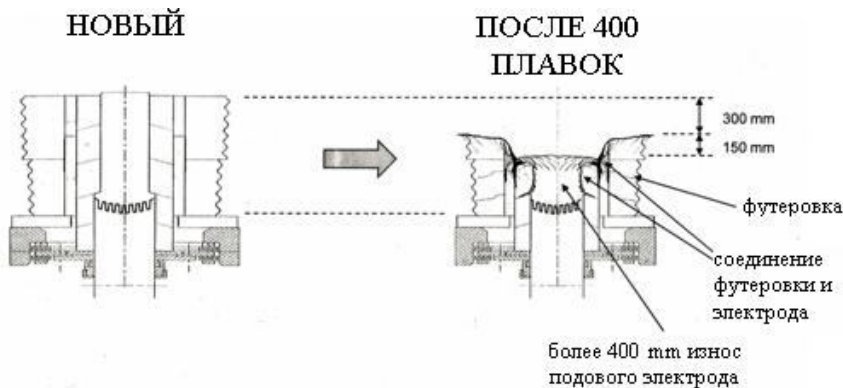 НОВЫЙ
ПОСЛЕ 400
ПЛАВОК
300 mm
150 mm
футеровка
соединение
футеровки и
электрода
более 400 mm износ
подового электрода